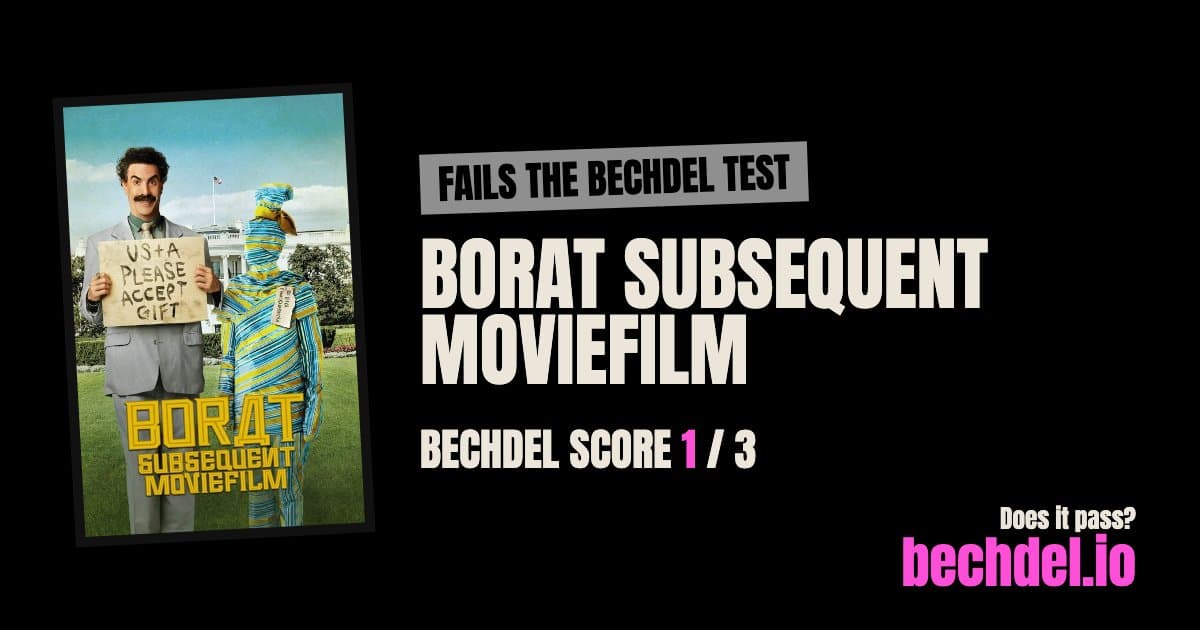 US+A
PLEASE
ACCEPT
GIFT
BORAT
SUBSEQUENT
MOVIEFILM
FAILS THE BECHDEL TEST
BORAT SUBSEQUENT
MOVIEFILM
BECHDEL SCORE 1 / 3
Does it pass?
bechdel.io